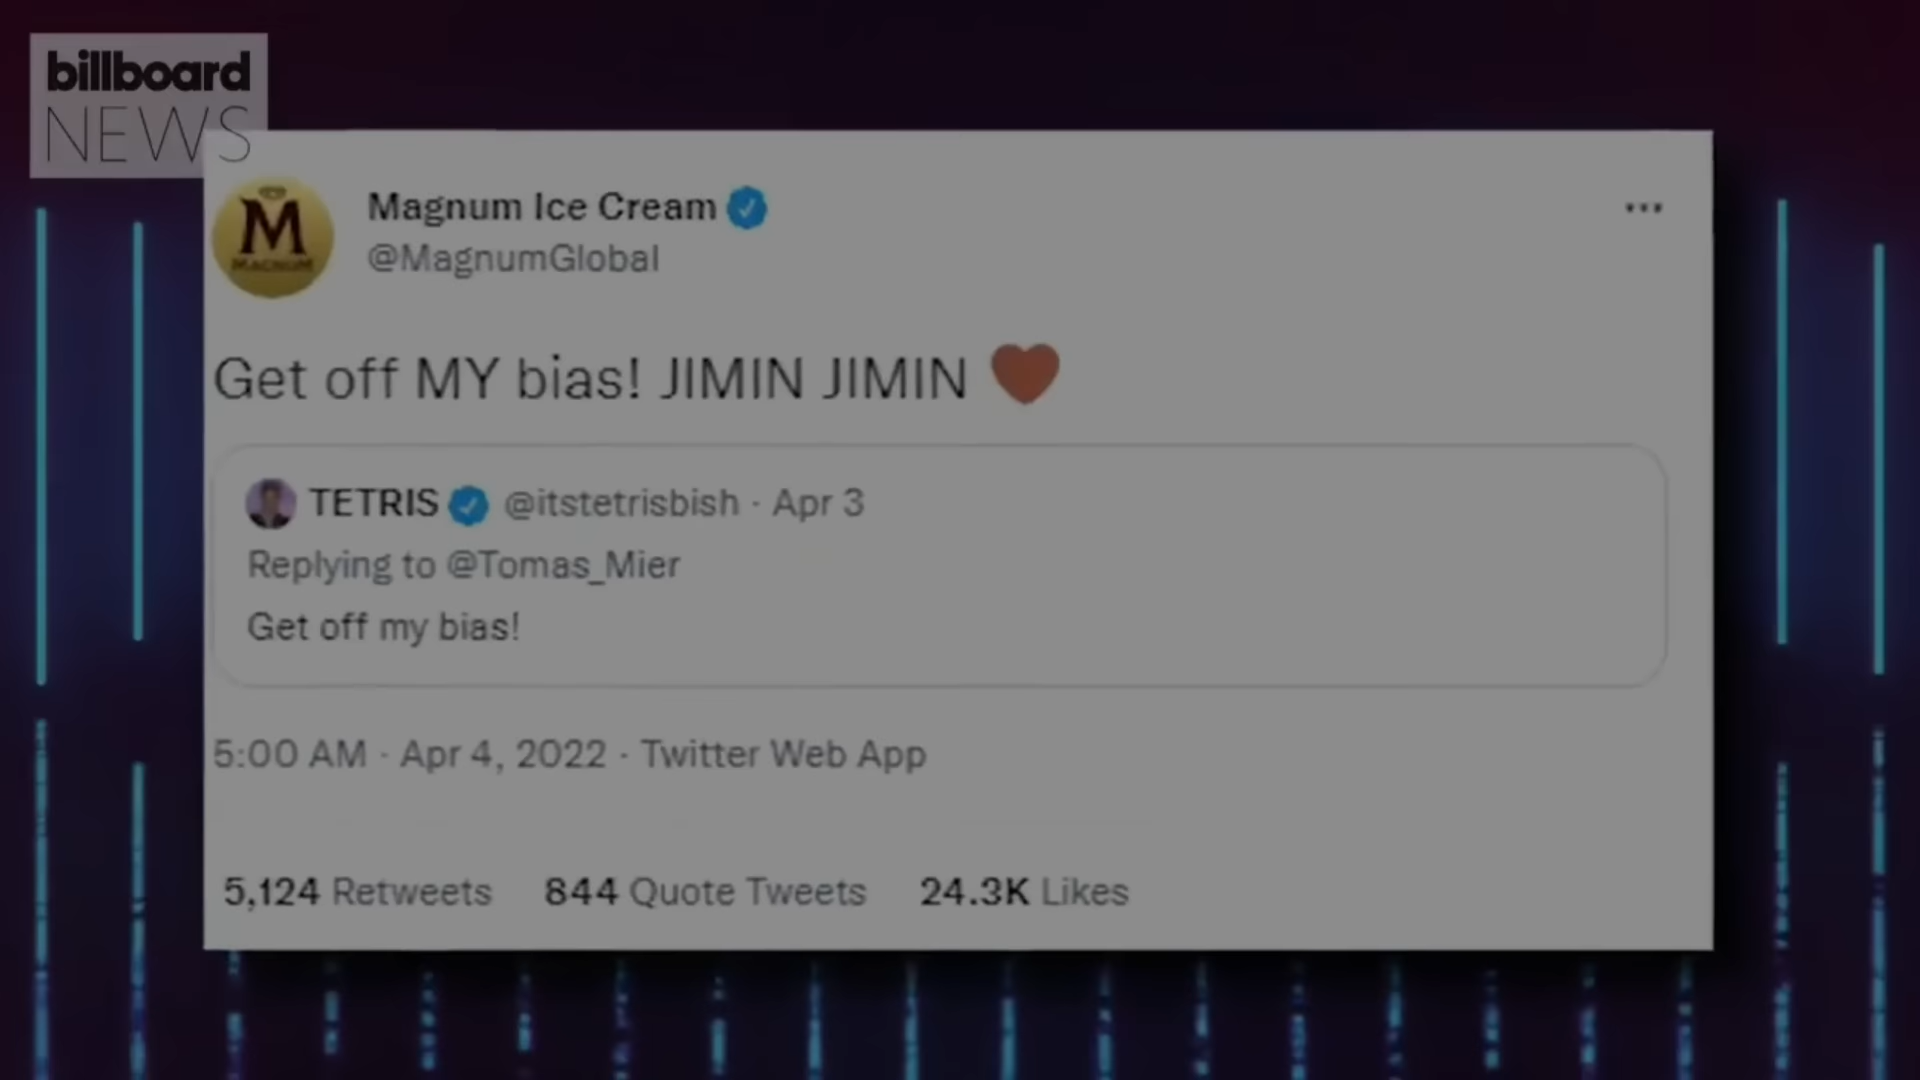 billboard
NEWS
M
MAGNUM
Magnum Ice Cream
@MagnumGlobal
Get off MY bias! JIMIN JIMIN ❤️
TETRIS @itstetrisbish · Apr 3
Replying to @Tomas_Mier
Get off my bias!
5:00 AM · Apr 4, 2022 · Twitter Web App
5,124 Retweets 844 Quote Tweets 24.3K Likes